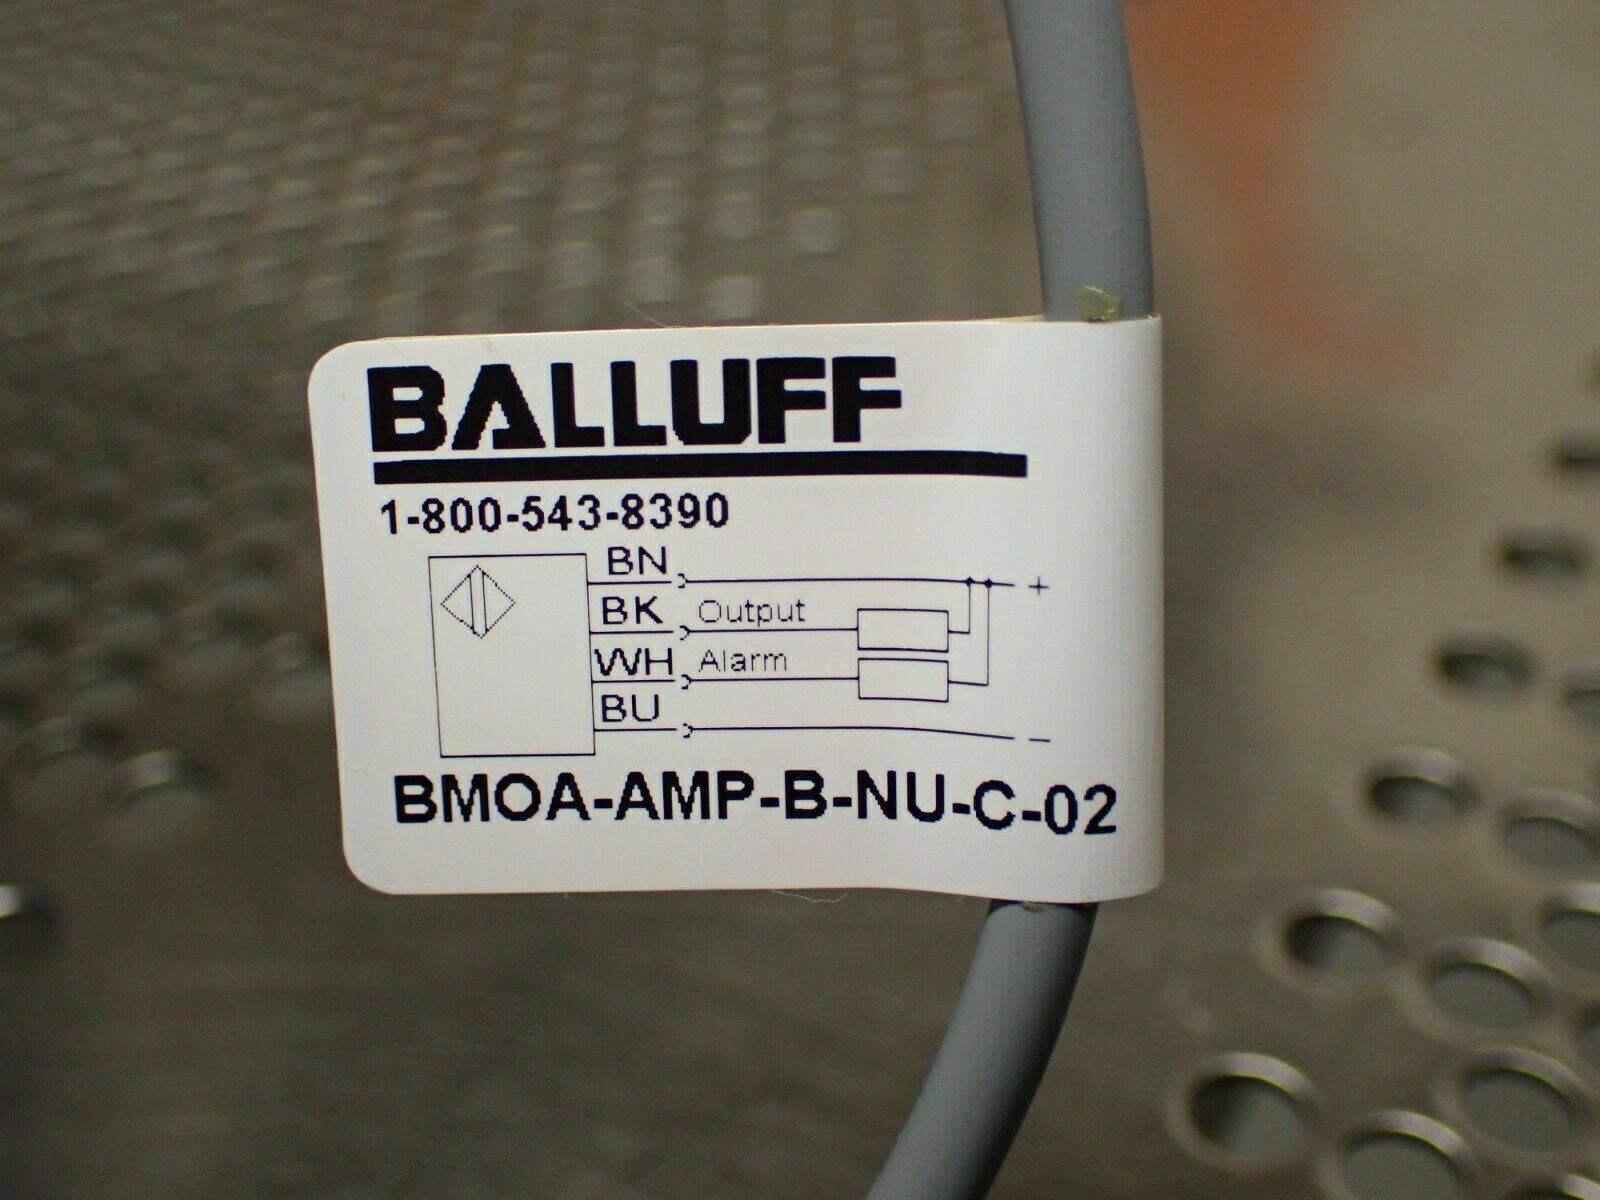 BALLUFF
1-800-543-8390
BN +
BK Output
WH Alarm
BU –
BMOA-AMP-B-NU-C-02